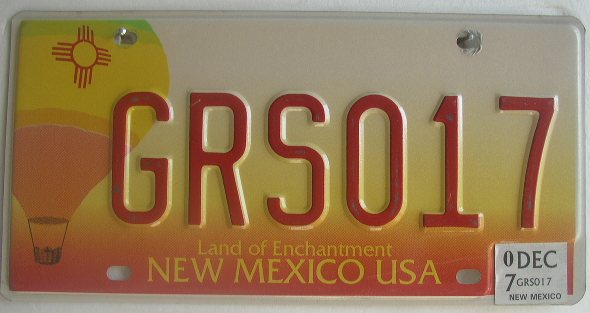 GRS017
Land of Enchantment
NEW MEXICO USA
0 DEC
7 GRS017
NEW MEXICO